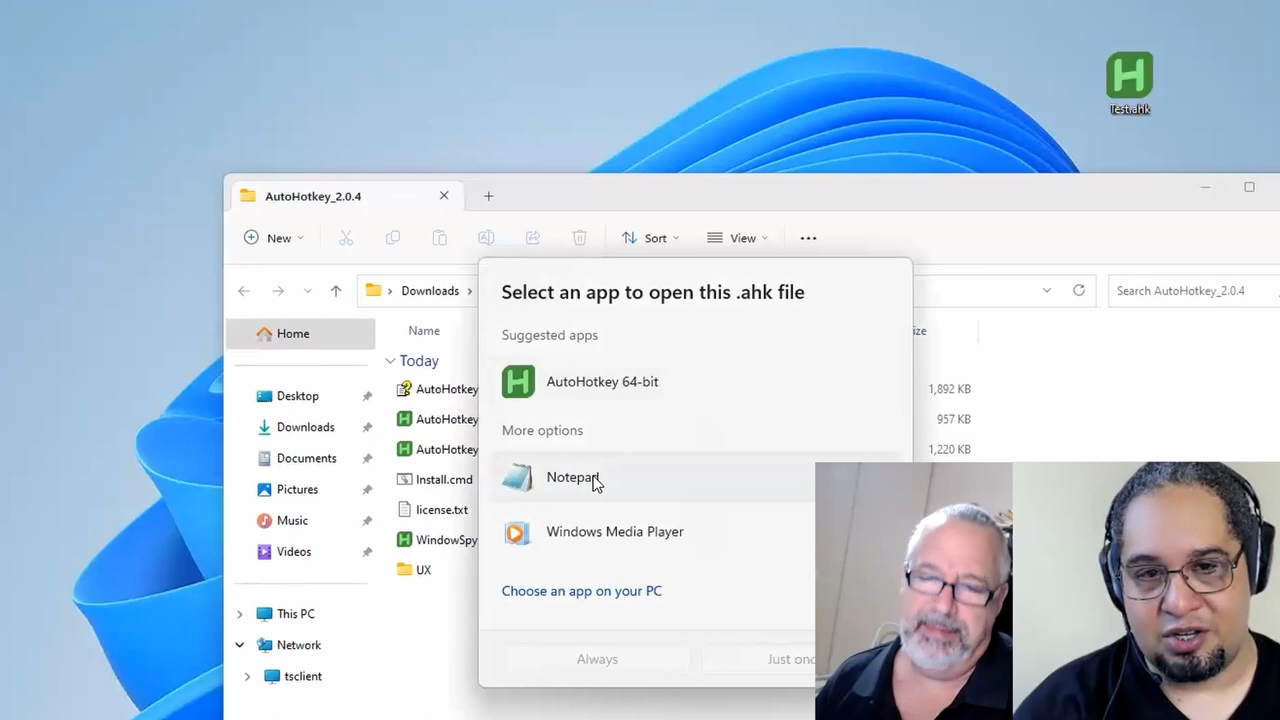 Test.ahk
AutoHotkey_2.0.4
New
Sort
View
Downloads
Search AutoHotkey_2.0.4
Select an app to open this .ahk file
Home
Name
Suggested apps
Today
AutoHotkey 64-bit
Desktop
AutoHotkey
1,892 KB
Downloads
AutoHotkey
957 KB
More options
Documents
AutoHotkey
1,220 KB
Pictures
Install.cmd
Notepad
Music
license.txt
Windows Media Player
Videos
WindowSpy
UX
Choose an app on your PC
This PC
Network
Always
Just onc
tsclient